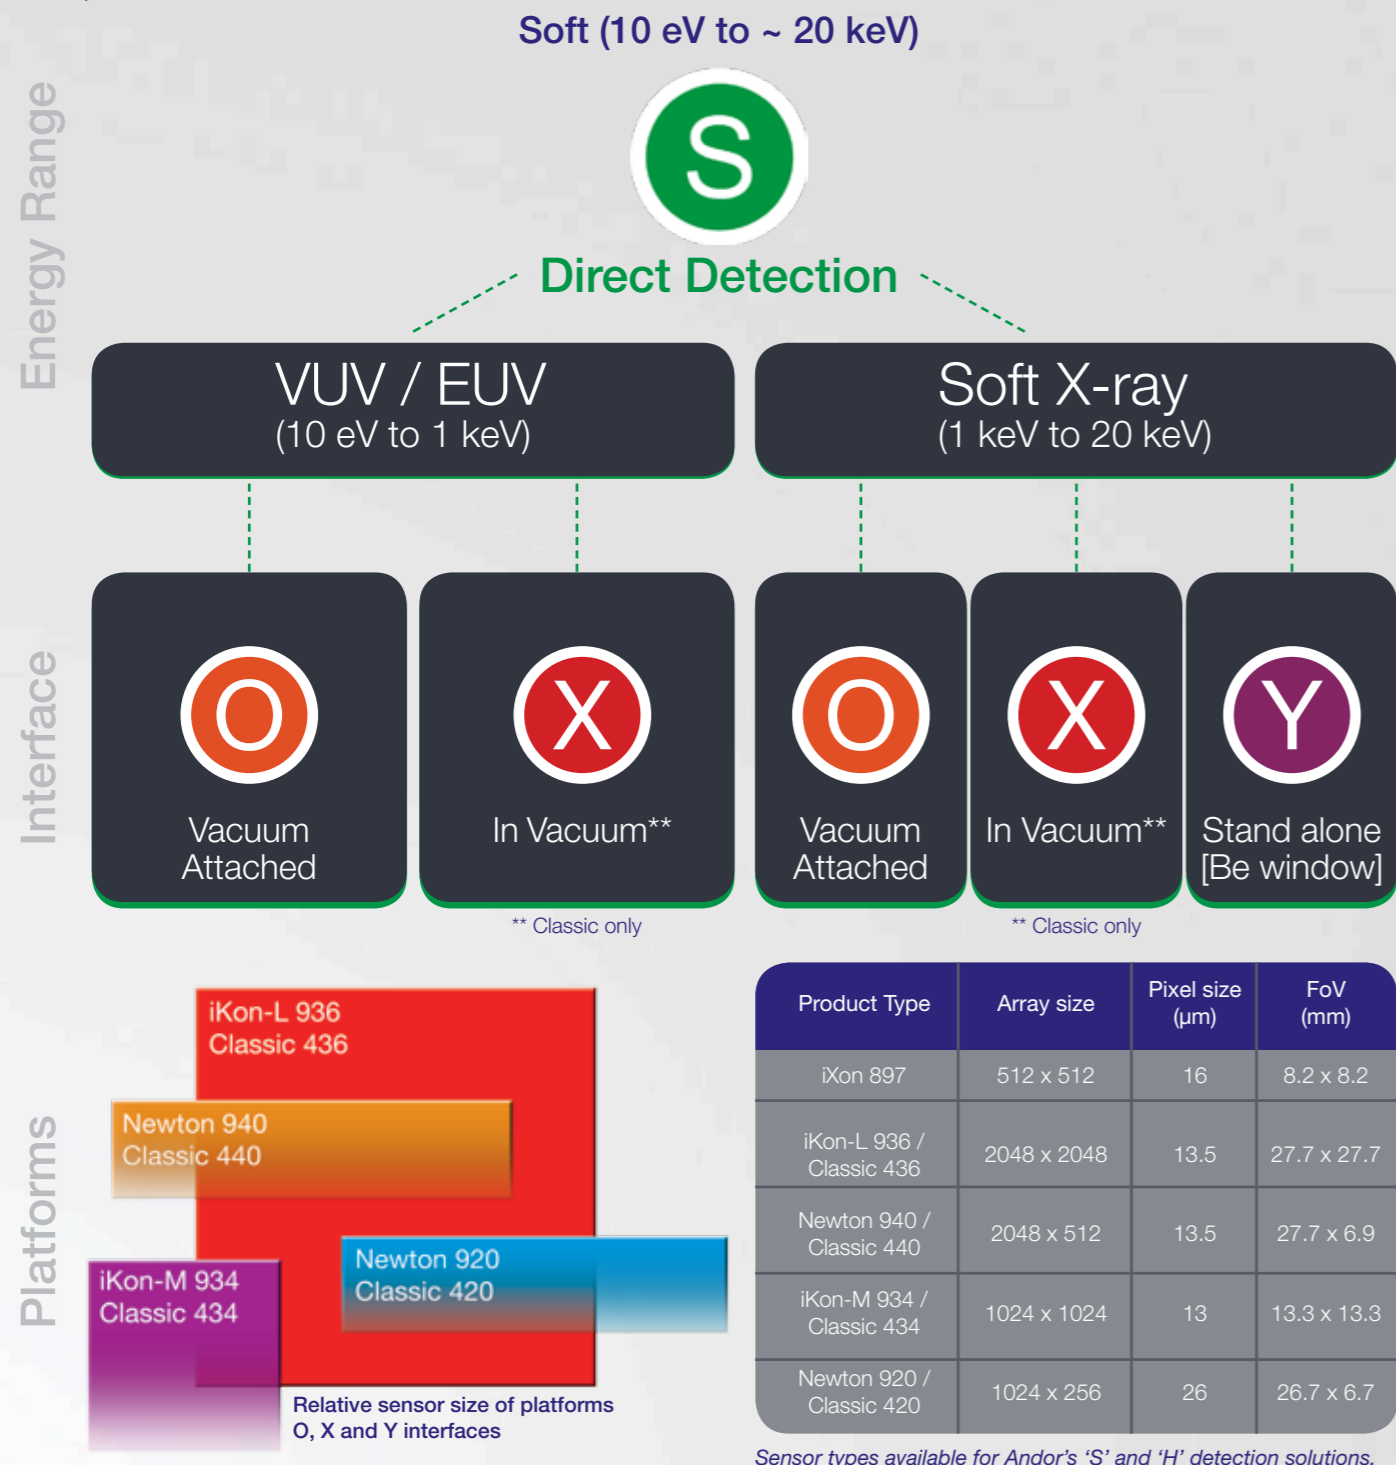 Soft (10 eV to ~ 20 keV)
S
Direct Detection
Energy Range
VUV / EUV
(10 eV to 1 keV)
Soft X-ray
(1 keV to 20 keV)
Interface
O
Vacuum
Attached
X
In Vacuum**
** Classic only
O
Vacuum
Attached
X
In Vacuum**
** Classic only
Y
Stand alone
[Be window]
Platforms
iKon-L 936
Classic 436
Newton 940
Classic 440
Newton 920
Classic 420
iKon-M 934
Classic 434
Relative sensor size of platforms
O, X and Y interfaces
Product Type Array size Pixel size (µm) FoV (mm)
iXon 897 512 x 512 16 8.2 x 8.2
iKon-L 936 / Classic 436 2048 x 2048 13.5 27.7 x 27.7
Newton 940 / Classic 440 2048 x 512 13.5 27.7 x 6.9
iKon-M 934 / Classic 434 1024 x 1024 13 13.3 x 13.3
Newton 920 / Classic 420 1024 x 256 26 26.7 x 6.7
Sensor types available for Andor's 'S' and 'H' detection solutions.